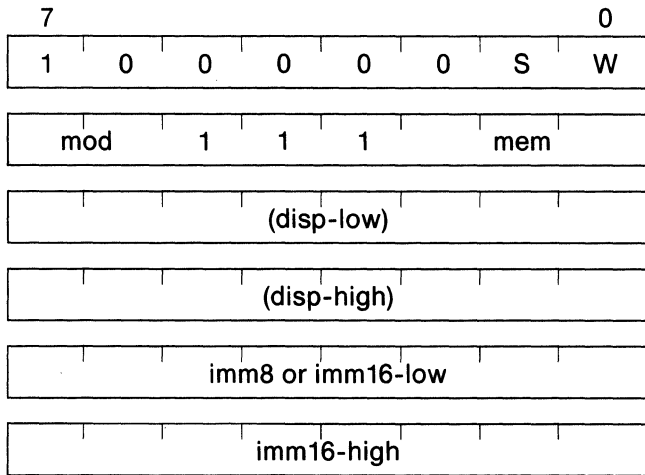 7 0
1 0 0 0 0 0 S W
mod 1 1 1 mem
(disp-low)
(disp-high)
imm8 or imm16-low
imm16-high